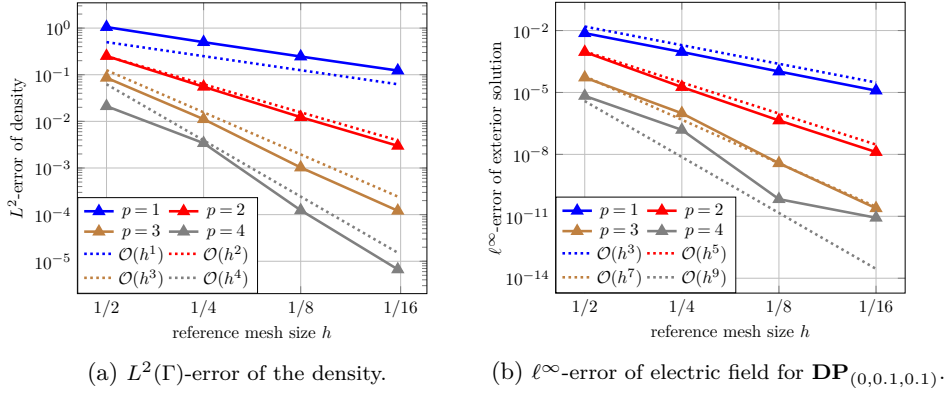 10^0
10^{-1}
10^{-2}
10^{-3}
10^{-4}
10^{-5}
L^2-error of density
p = 1
p = 2
p = 3
p = 4
O(h^1)
O(h^2)
O(h^3)
O(h^4)
1/2 1/4 1/8 1/16
reference mesh size h
(a) L^2(Γ)-error of the density.
10^{-2}
10^{-5}
10^{-8}
10^{-11}
10^{-14}
ℓ^∞-error of exterior solution
p = 1
p = 2
p = 3
p = 4
O(h^3)
O(h^5)
O(h^7)
O(h^9)
1/2 1/4 1/8 1/16
reference mesh size h
(b) ℓ^∞-error of electric field for DP_{(0,0.1,0.1)}.